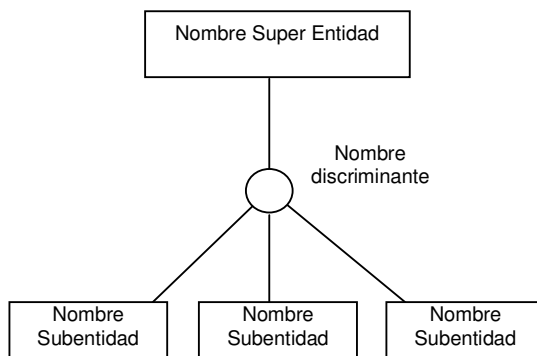 Nombre Super Entidad
Nombre
discriminante
Nombre
Subentidad
Nombre
Subentidad
Nombre
Subentidad